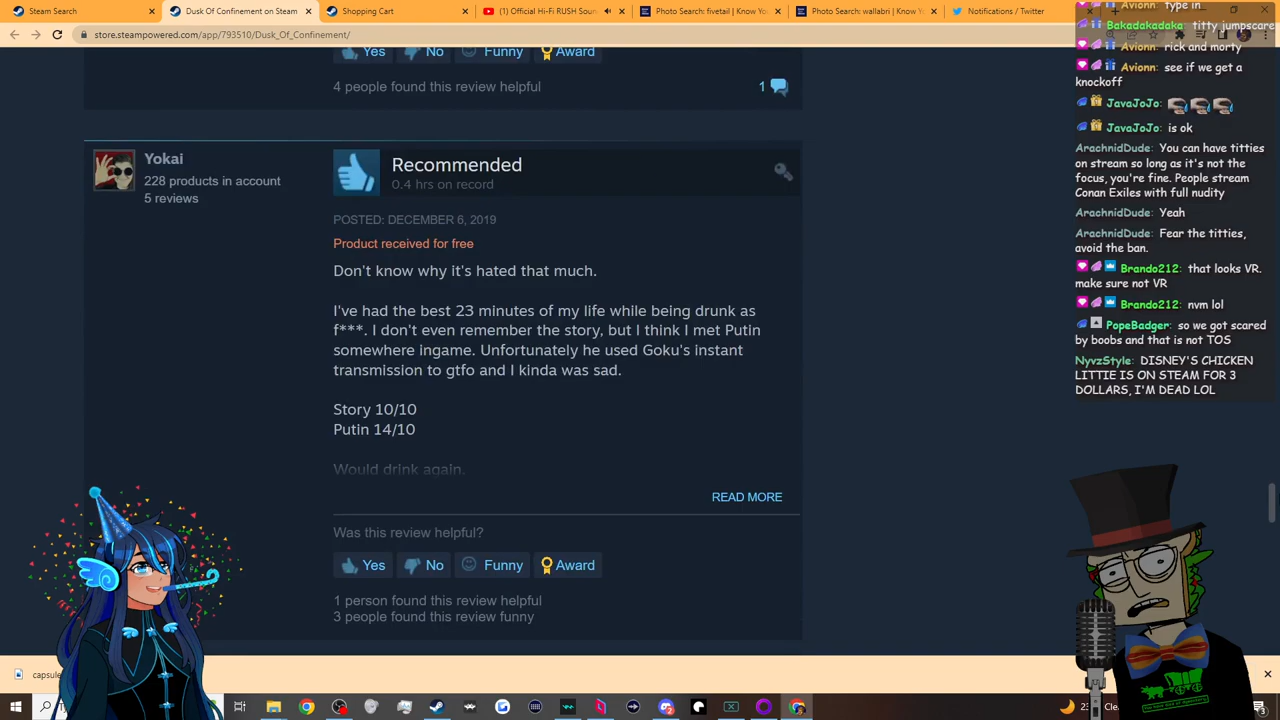 Steam Search
Dusk Of Confinement on Steam
Shopping Cart
(1) Official Hi-Fi RUSH Soun
Photo Search: fivetail | Know Yo
Photo Search: wallabri | Know Y
Notifications / Twitter
store.steampowered.com/app/793510/Dusk_Of_Confinement/
Yes
No
Funny
Award
4 people found this review helpful
1
Yokai
228 products in account
5 reviews
Recommended
0.4 hrs on record
POSTED: DECEMBER 6, 2019
Product received for free
Don't know why it's hated that much.
I've had the best 23 minutes of my life while being drunk as
f***. I don't even remember the story, but I think I met Putin
somewhere ingame. Unfortunately he used Goku's instant
transmission to gtfo and I kinda was sad.
Story 10/10
Putin 14/10
Would drink again.
READ MORE
Was this review helpful?
Yes
No
Funny
Award
1 person found this review helpful
3 people found this review funny
Avionn: type in
Bakadakadaka: titty jumpscare
Avionn: rick and morty
Avionn: see if we get a
knockoff
JavaJoJo:
JavaJoJo: is ok
ArachnidDude: You can have titties
on stream so long as it's not the
focus, you're fine. People stream
Conan Exiles with full nudity
ArachnidDude: Yeah
ArachnidDude: Fear the titties,
avoid the ban.
Brando212: that looks VR.
make sure not VR
Brando212: nvm lol
PopeBadger: so we got scared
by boobs and that is not TOS
NyvzStyle: DISNEY'S CHICKEN
LITTIE IS ON STEAM FOR 3
DOLLARS, I'M DEAD LOL
capsule